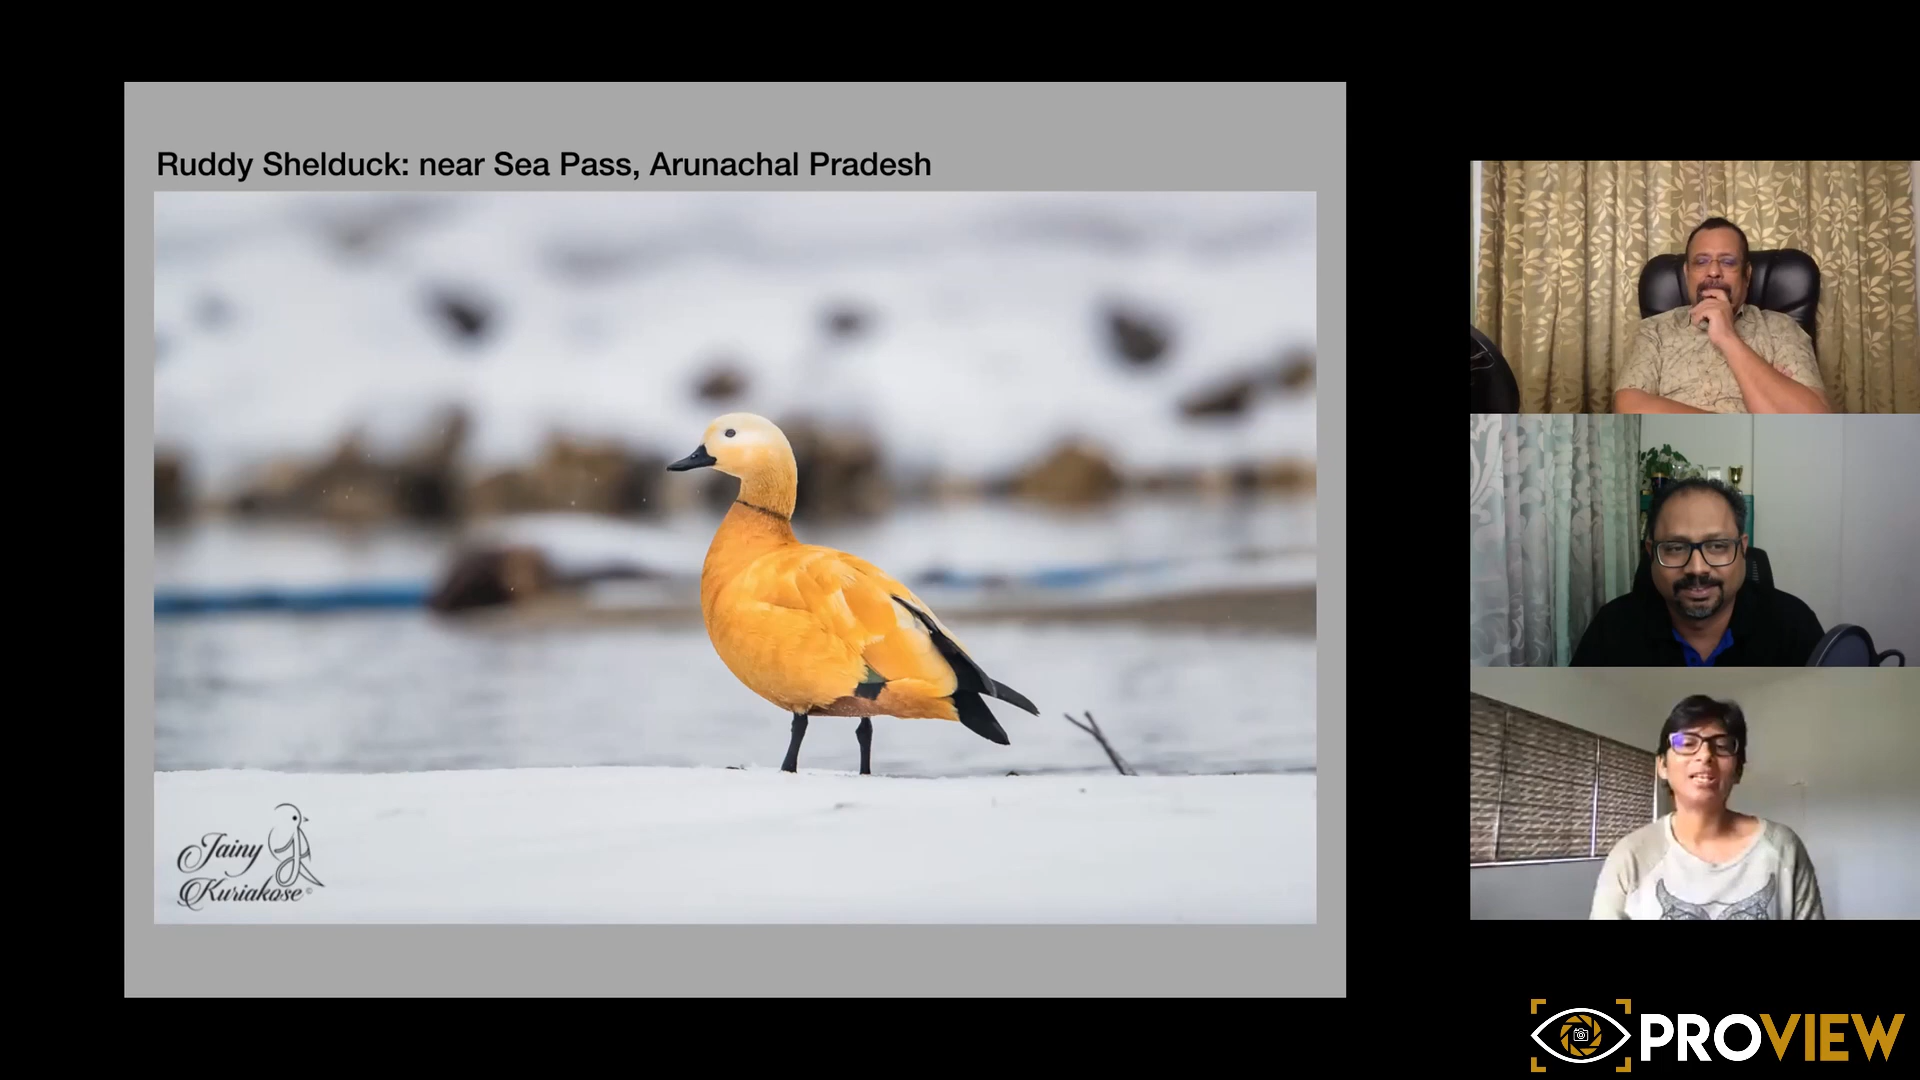 Ruddy Shelduck: near Sea Pass, Arunachal Pradesh
Jainy
Kuriakose©
PROVIEW